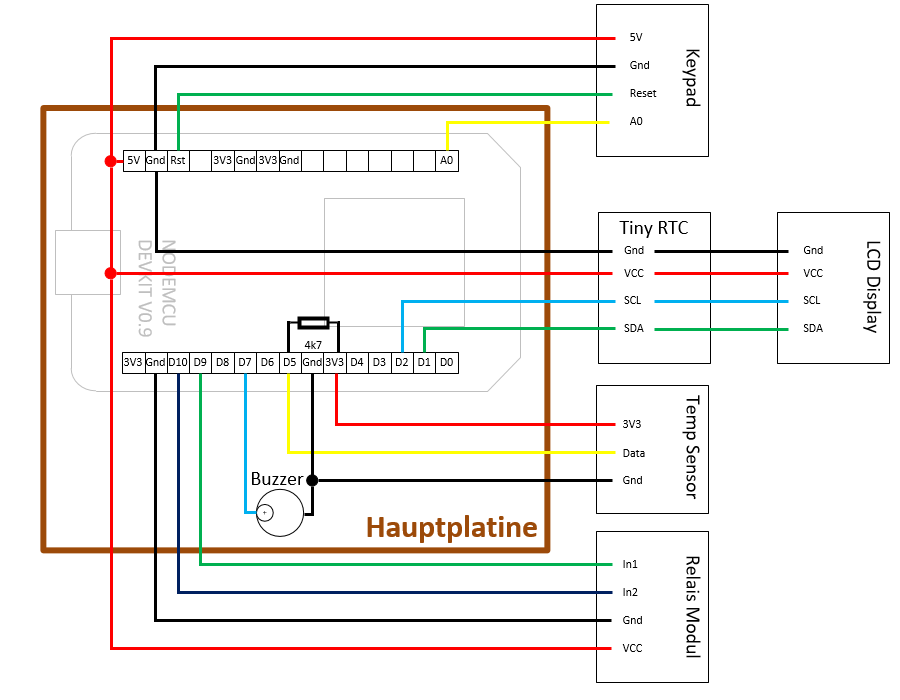 5V
Gnd
Reset
A0
Keypad
5V Gnd Rst 3V3 Gnd 3V3 Gnd A0
Tiny RTC
Gnd
VCC
SCL
SDA
Gnd
VCC
SCL
SDA
LCD Display
NODEMCU
DEVKIT V0.9
4k7
3V3 Gnd D10 D9 D8 D7 D6 D5 Gnd 3V3 D4 D3 D2 D1 D0
3V3
Data
Gnd
Temp Sensor
Buzzer
+
Hauptplatine
In1
In2
Gnd
VCC
Relais Modul